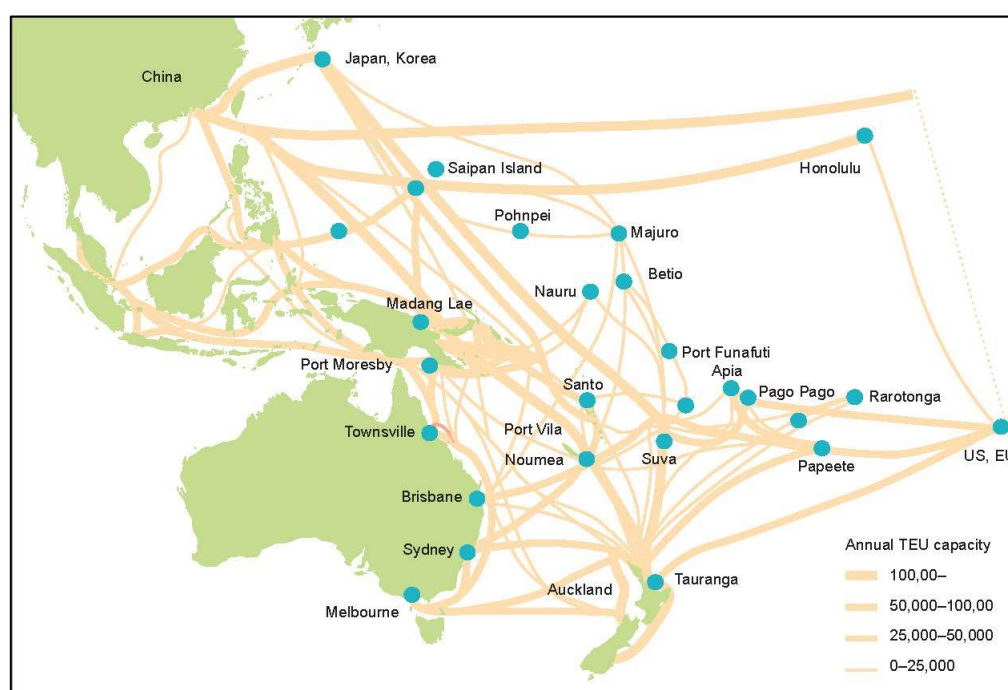 Japan, Korea
China
Honolulu
Saipan Island
Pohnpei
Majuro
Betio
Nauru
Madang Lae
Port Funafuti
Port Moresby
Apia
Santo
Pago Pago
Rarotonga
Townsville
Port Vila
Noumea
Suva
Papeete
US, EU
Brisbane
Sydney
Annual TEU capacity
100,00–
Auckland
Tauranga
50,000–100,00
Melbourne
25,000–50,000
0–25,000